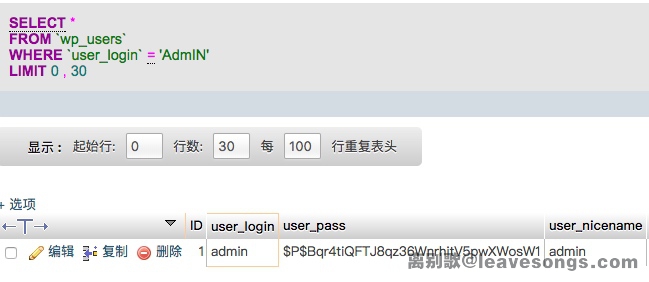 SELECT *
FROM `wp_users`
WHERE `user_login` = 'AdmIN'
LIMIT 0 , 30
显示 : 起始行: 0 行数: 30 每 100 行重复表头
+ 选项
←T→ ID user_login user_pass user_nicename
编辑 复制 删除 1 admin $P$Bqr4tiQFTJ8qz36WnrhitV5pwXWosW1 admin
离别歌@leavesongs.com